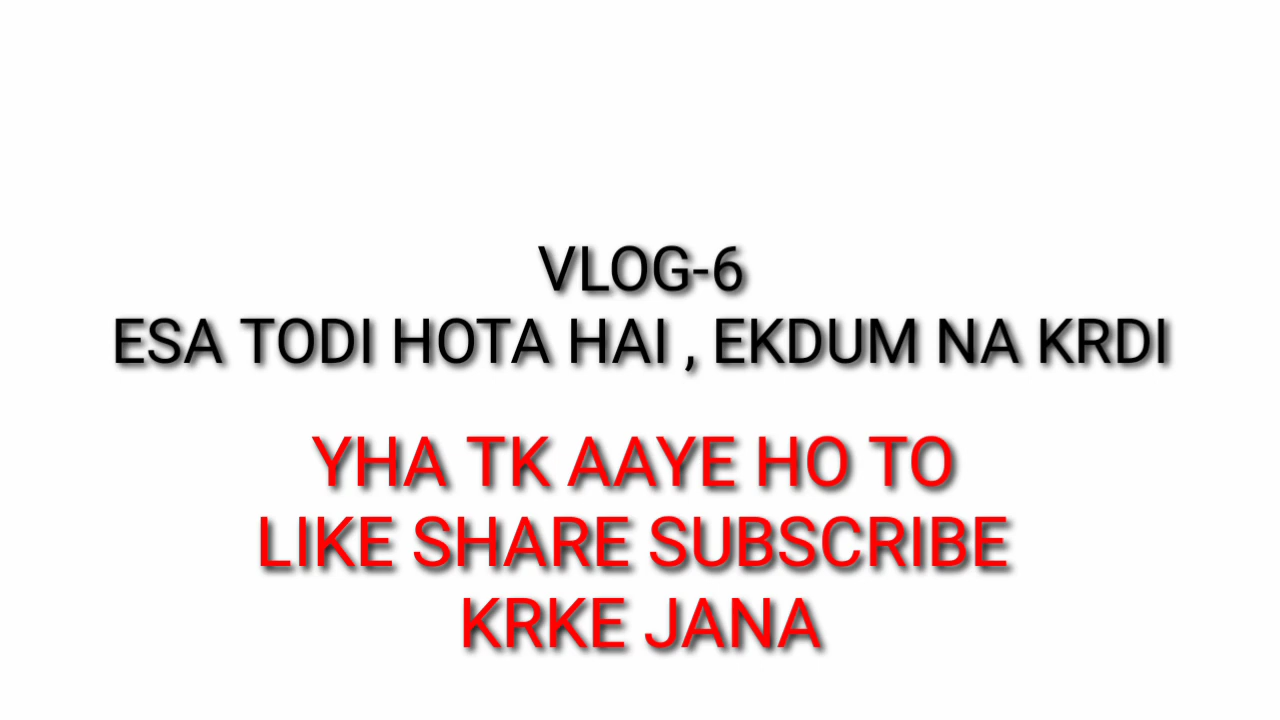 VLOG-6
ESA TODI HOTA HAI , EKDUM NA KRDI
YHA TK AAYE HO TO
LIKE SHARE SUBSCRIBE
KRKE JANA